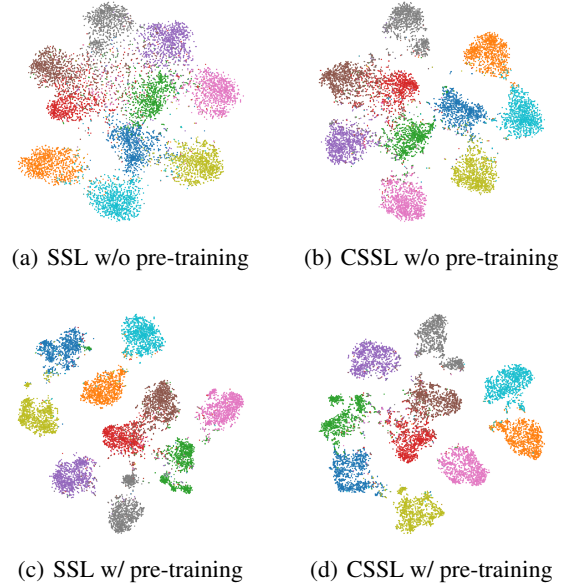 (a) SSL w/o pre-training
(b) CSSL w/o pre-training
(c) SSL w/ pre-training
(d) CSSL w/ pre-training